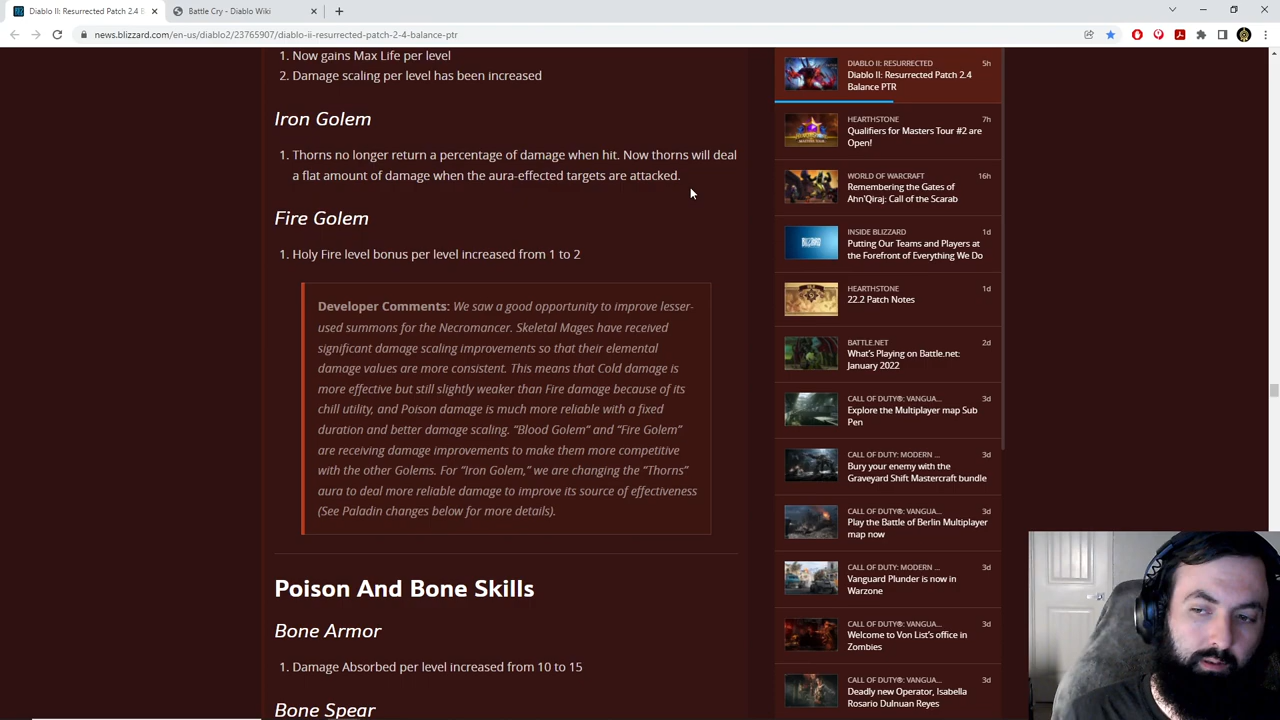 Diablo II: Resurrected Patch 2.4 B
Battle Cry - Diablo Wiki
news.blizzard.com/en-us/diablo2/23765907/diablo-ii-resurrected-patch-2-4-balance-ptr
1. Now gains Max Life per level
2. Damage scaling per level has been increased
Iron Golem
1. Thorns no longer return a percentage of damage when hit. Now thorns will deal
a flat amount of damage when the aura-effected targets are attacked.
Fire Golem
1. Holy Fire level bonus per level increased from 1 to 2
Developer Comments: We saw a good opportunity to improve lesser-
used summons for the Necromancer. Skeletal Mages have received
significant damage scaling improvements so that their elemental
damage values are more consistent. This means that Cold damage is
more effective but still slightly weaker than Fire damage because of its
chill utility, and Poison damage is much more reliable with a fixed
duration and better damage scaling. “Blood Golem” and “Fire Golem”
are receiving damage improvements to make them more competitive
with the other Golems. For “Iron Golem,” we are changing the “Thorns”
aura to deal more reliable damage to improve its source of effectiveness
(See Paladin changes below for more details).
Poison And Bone Skills
Bone Armor
1. Damage Absorbed per level increased from 10 to 15
Bone Spear
DIABLO II: RESURRECTED 5h
Diablo II: Resurrected Patch 2.4
Balance PTR
HEARTHSTONE 7h
Qualifiers for Masters Tour #2 are
Open!
WORLD OF WARCRAFT 16h
Remembering the Gates of
Ahn'Qiraj: Call of the Scarab
INSIDE BLIZZARD 1d
Putting Our Teams and Players at
the Forefront of Everything We Do
HEARTHSTONE 1d
22.2 Patch Notes
BATTLE.NET 2d
What's Playing on Battle.net:
January 2022
CALL OF DUTY®: VANGUA... 3d
Explore the Multiplayer map Sub
Pen
CALL OF DUTY: MODERN ... 3d
Bury your enemy with the
Graveyard Shift Mastercraft bundle
CALL OF DUTY®: VANGUA... 3d
Play the Battle of Berlin Multiplayer
map now
CALL OF DUTY: MODERN ... 3d
Vanguard Plunder is now in
Warzone
CALL OF DUTY®: VANGUA... 3d
Welcome to Von List's office in
Zombies
CALL OF DUTY®: VANGUA... 3d
Deadly new Operator, Isabella
Rosario Dulnuan Reyes